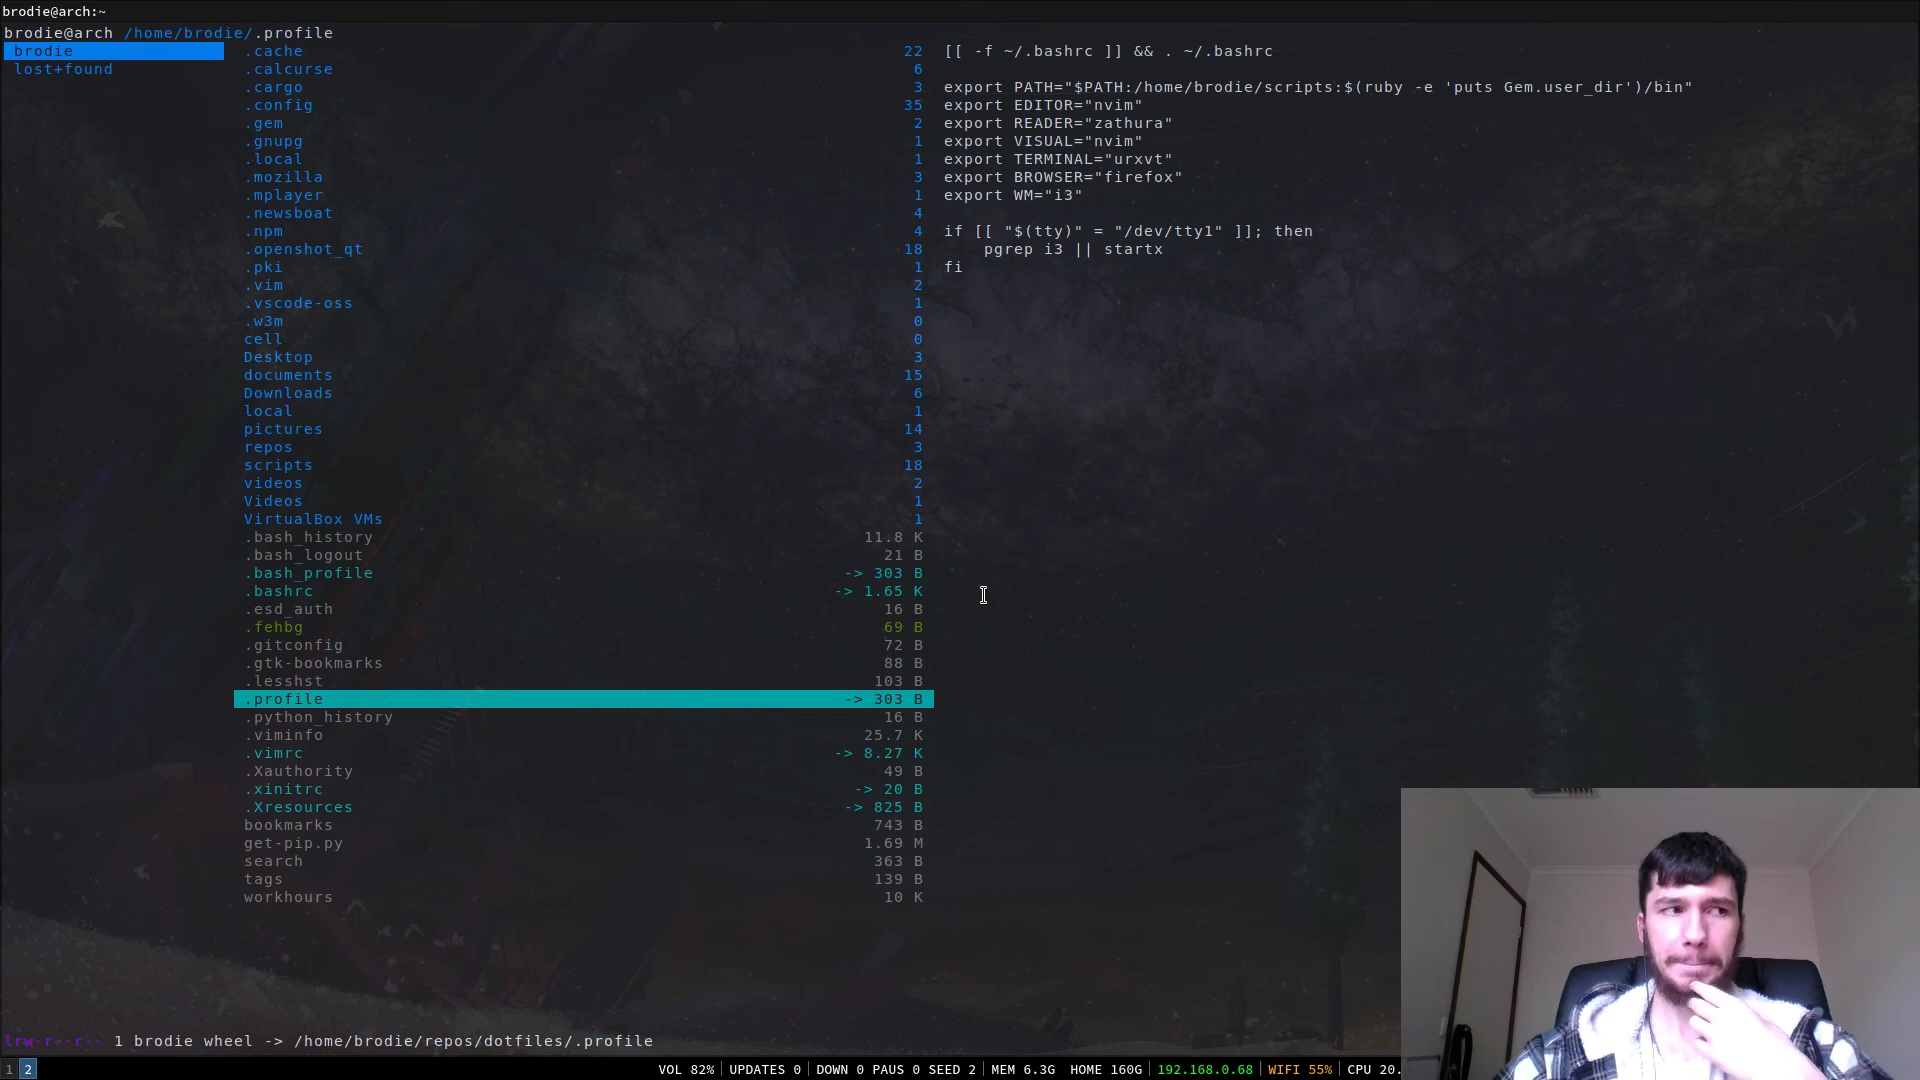 brodie@arch:~
brodie@arch /home/brodie/.profile
brodie .cache 22 [[ -f ~/.bashrc ]] && . ~/.bashrc
lost+found .calcurse 6
.cargo 3 export PATH="$PATH:/home/brodie/scripts:$(ruby -e 'puts Gem.user_dir')/bin"
.config 35 export EDITOR="nvim"
.gem 2 export READER="zathura"
.gnupg 1 export VISUAL="nvim"
.local 1 export TERMINAL="urxvt"
.mozilla 3 export BROWSER="firefox"
.mplayer 1 export WM="i3"
.newsboat 4
.npm 4 if [[ "$(tty)" = "/dev/tty1" ]]; then
.openshot_qt 18 pgrep i3 || startx
.pki 1 fi
.vim 2
.vscode-oss 1
.w3m 0
cell 0
Desktop 3
documents 15
Downloads 6
local 1
pictures 14
repos 3
scripts 18
videos 2
Videos 1
VirtualBox VMs 1
.bash_history 11.8 K
.bash_logout 21 B
.bash_profile -> 303 B
.bashrc -> 1.65 K
.esd_auth 16 B
.fehbg 69 B
.gitconfig 72 B
.gtk-bookmarks 88 B
.lesshst 103 B
.profile -> 303 B
.python_history 16 B
.viminfo 25.7 K
.vimrc -> 8.27 K
.Xauthority 49 B
.xinitrc -> 20 B
.Xresources -> 825 B
bookmarks 743 B
get-pip.py 1.69 M
search 363 B
tags 139 B
workhours 10 K
lrw-r--r-- 1 brodie wheel -> /home/brodie/repos/dotfiles/.profile
1 2 VOL 82% UPDATES 0 DOWN 0 PAUS 0 SEED 2 MEM 6.3G HOME 160G 192.168.0.68 WIFI 55% CPU 20.